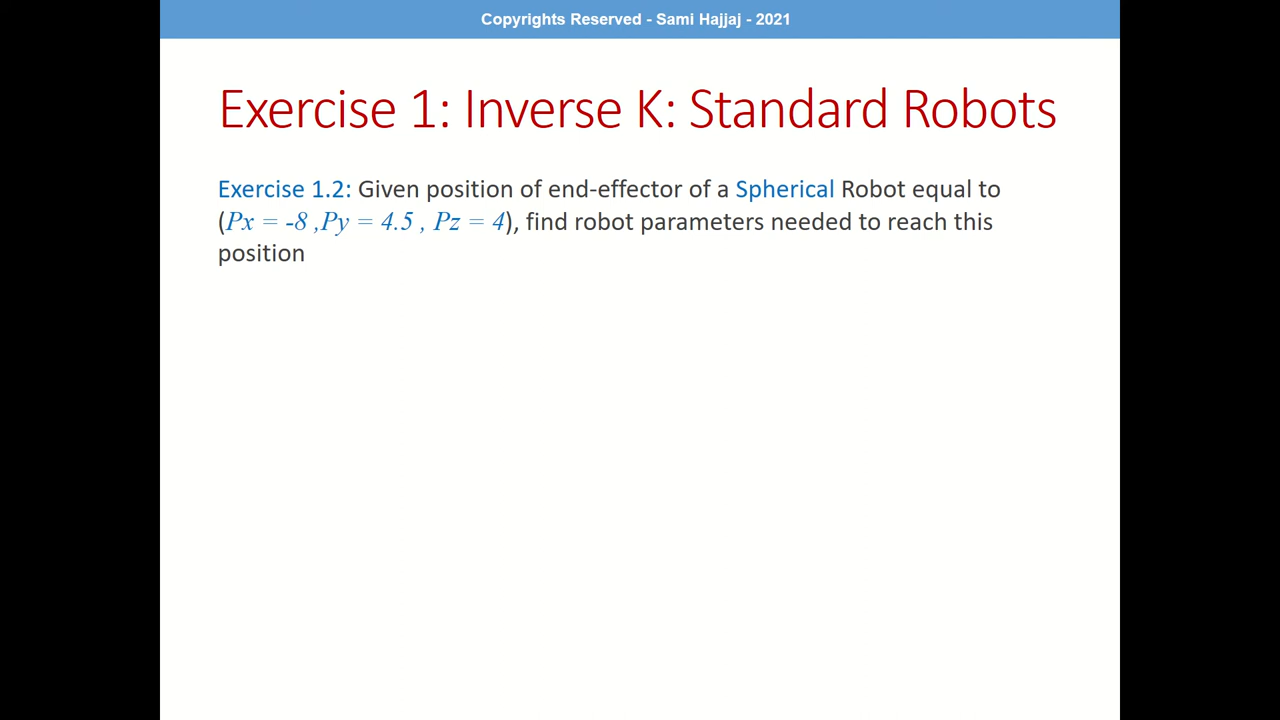 Copyrights Reserved - Sami Hajjaj - 2021
Exercise 1: Inverse K: Standard Robots
Exercise 1.2: Given position of end-effector of a Spherical Robot equal to
(Px = -8 ,Py = 4.5 , Pz = 4), find robot parameters needed to reach this
position